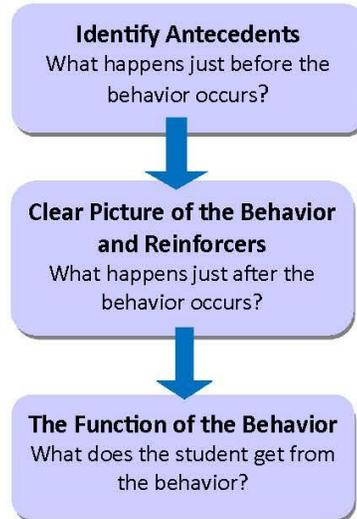 Identify Antecedents
What happens just before the
behavior occurs?
Clear Picture of the Behavior
and Reinforcers
What happens just after the
behavior occurs?
The Function of the Behavior
What does the student get from
the behavior?